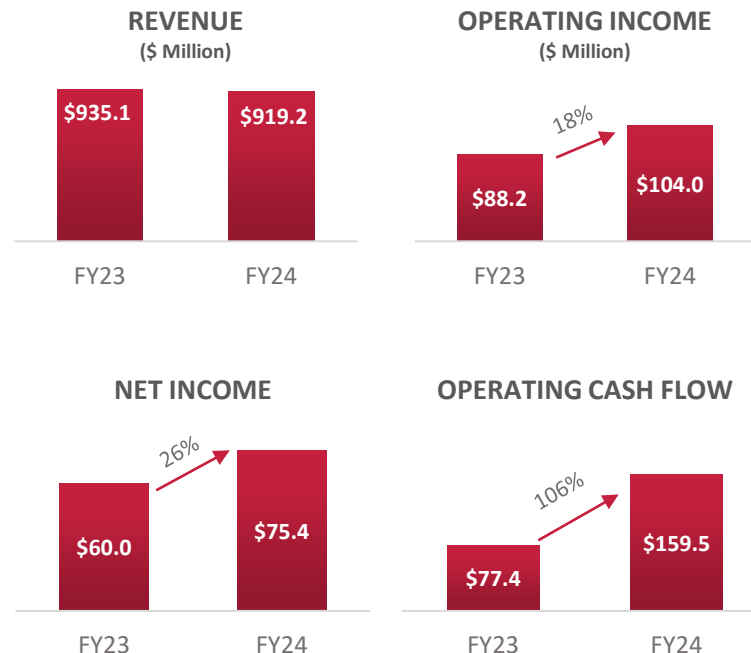 REVENUE
($ Million)
$935.1
$919.2
FY23
FY24
OPERATING INCOME
($ Million)
18%
$88.2
$104.0
FY23
FY24
NET INCOME
26%
$60.0
$75.4
FY23
FY24
OPERATING CASH FLOW
106%
$77.4
$159.5
FY23
FY24